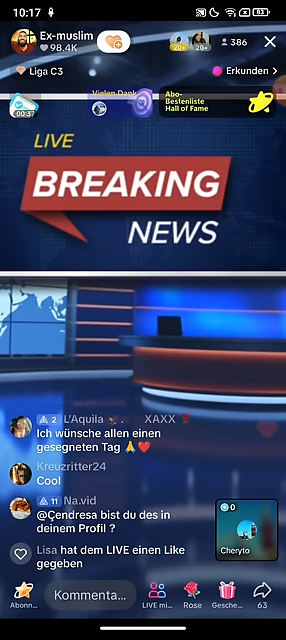 10:17
83
Ex-muslim
98.4K
20+
20+
386
Liga C3
Erkunden
00:37
Vielen Dank
Abo-
Bestenliste
Hall of Fame
LIVE
BREAKING
NEWS
2 L'Aquila . XAXX
Ich wünsche allen einen
gesegneten Tag 🙏❤️
Kreuzritter24
Cool
11 Na.vid
@Çendresa bist du des in
deinem Profil ?
Lisa hat dem LIVE einen Like
gegeben
0
Cheryto
Abonn...
Kommenta...
LIVE mi...
Rose
Gesche...
63